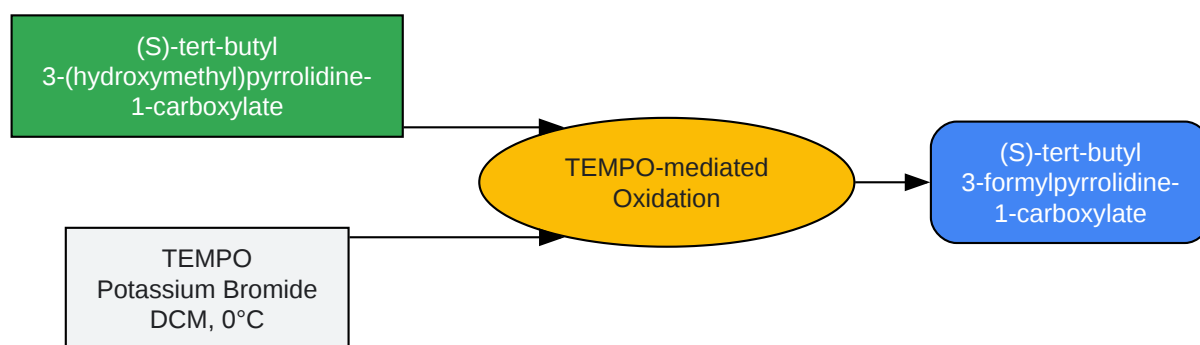 (S)-tert-butyl
3-(hydroxymethyl)pyrrolidine-
1-carboxylate
TEMPO
Potassium Bromide
DCM, 0°C
TEMPO-mediated
Oxidation
(S)-tert-butyl
3-formylpyrrolidine-
1-carboxylate